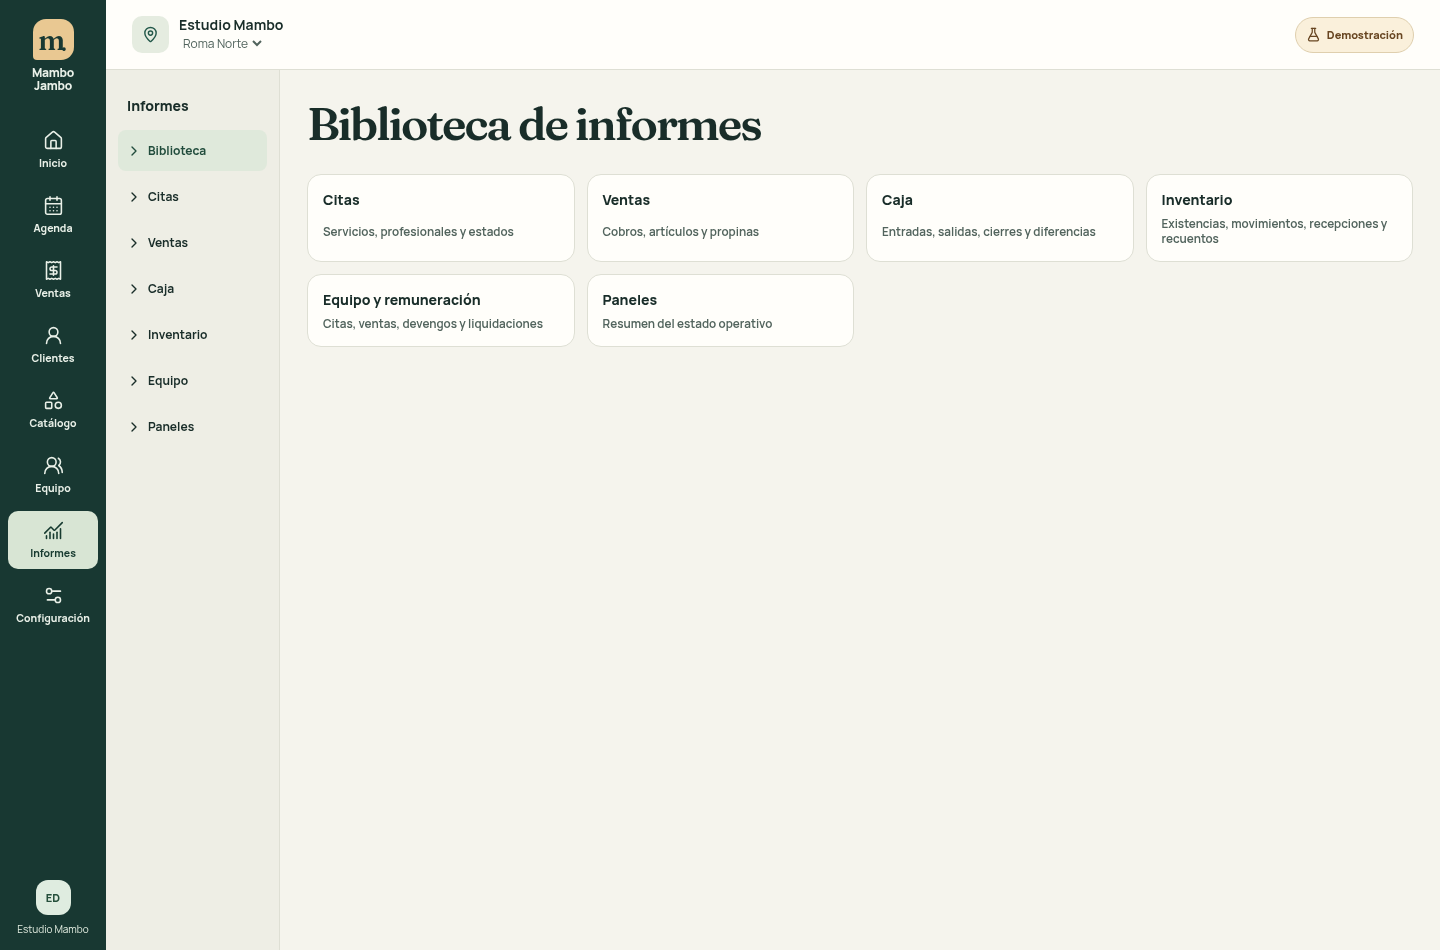 m.
Mambo
Jambo
Inicio
Agenda
Ventas
Clientes
Catálogo
Equipo
Informes
Configuración
ED
Estudio Mambo
Estudio Mambo
Roma Norte
Demostración
Informes
Biblioteca
Citas
Ventas
Caja
Inventario
Equipo
Paneles
Biblioteca de informes
Citas
Servicios, profesionales y estados
Ventas
Cobros, artículos y propinas
Caja
Entradas, salidas, cierres y diferencias
Inventario
Existencias, movimientos, recepciones y
recuentos
Equipo y remuneración
Citas, ventas, devengos y liquidaciones
Paneles
Resumen del estado operativo